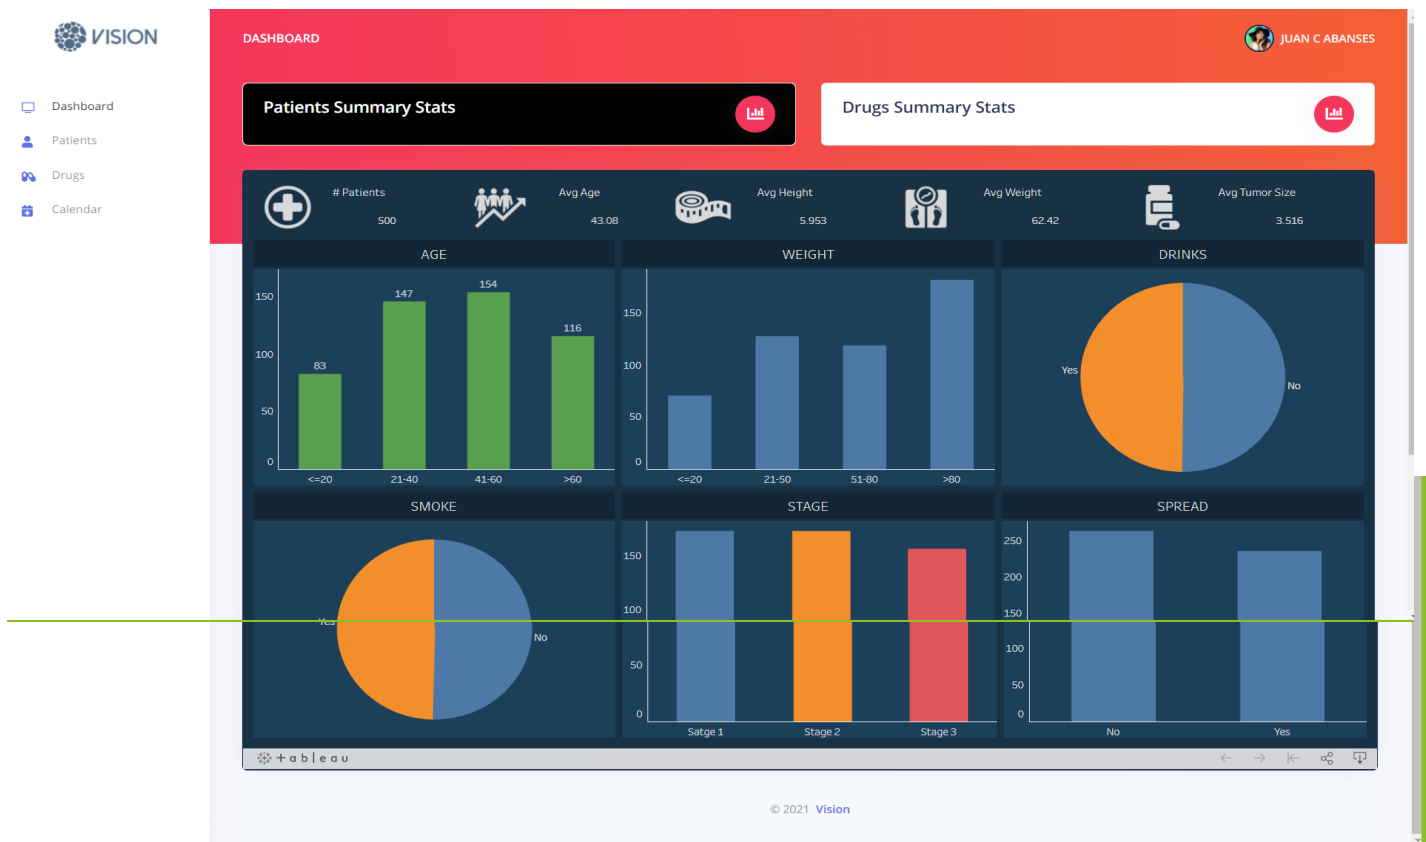 VISION
DASHBOARD
JUAN C ABANSES
Dashboard
Patients
Drugs
Calendar
Patients Summary Stats
Drugs Summary Stats
# Patients
500
Avg Age
43.08
Avg Height
5.953
Avg Weight
62.42
Avg Tumor Size
3.516
AGE
150
100
50
0
83
147
154
116
<=20
21-40
41-60
>60
WEIGHT
150
100
50
0
<=20
21-50
51-80
>80
DRINKS
Yes
No
SMOKE
Yes
No
STAGE
150
100
50
0
Satge 1
Stage 2
Stage 3
SPREAD
250
200
150
100
50
0
No
Yes
+ableau
© 2021 Vision